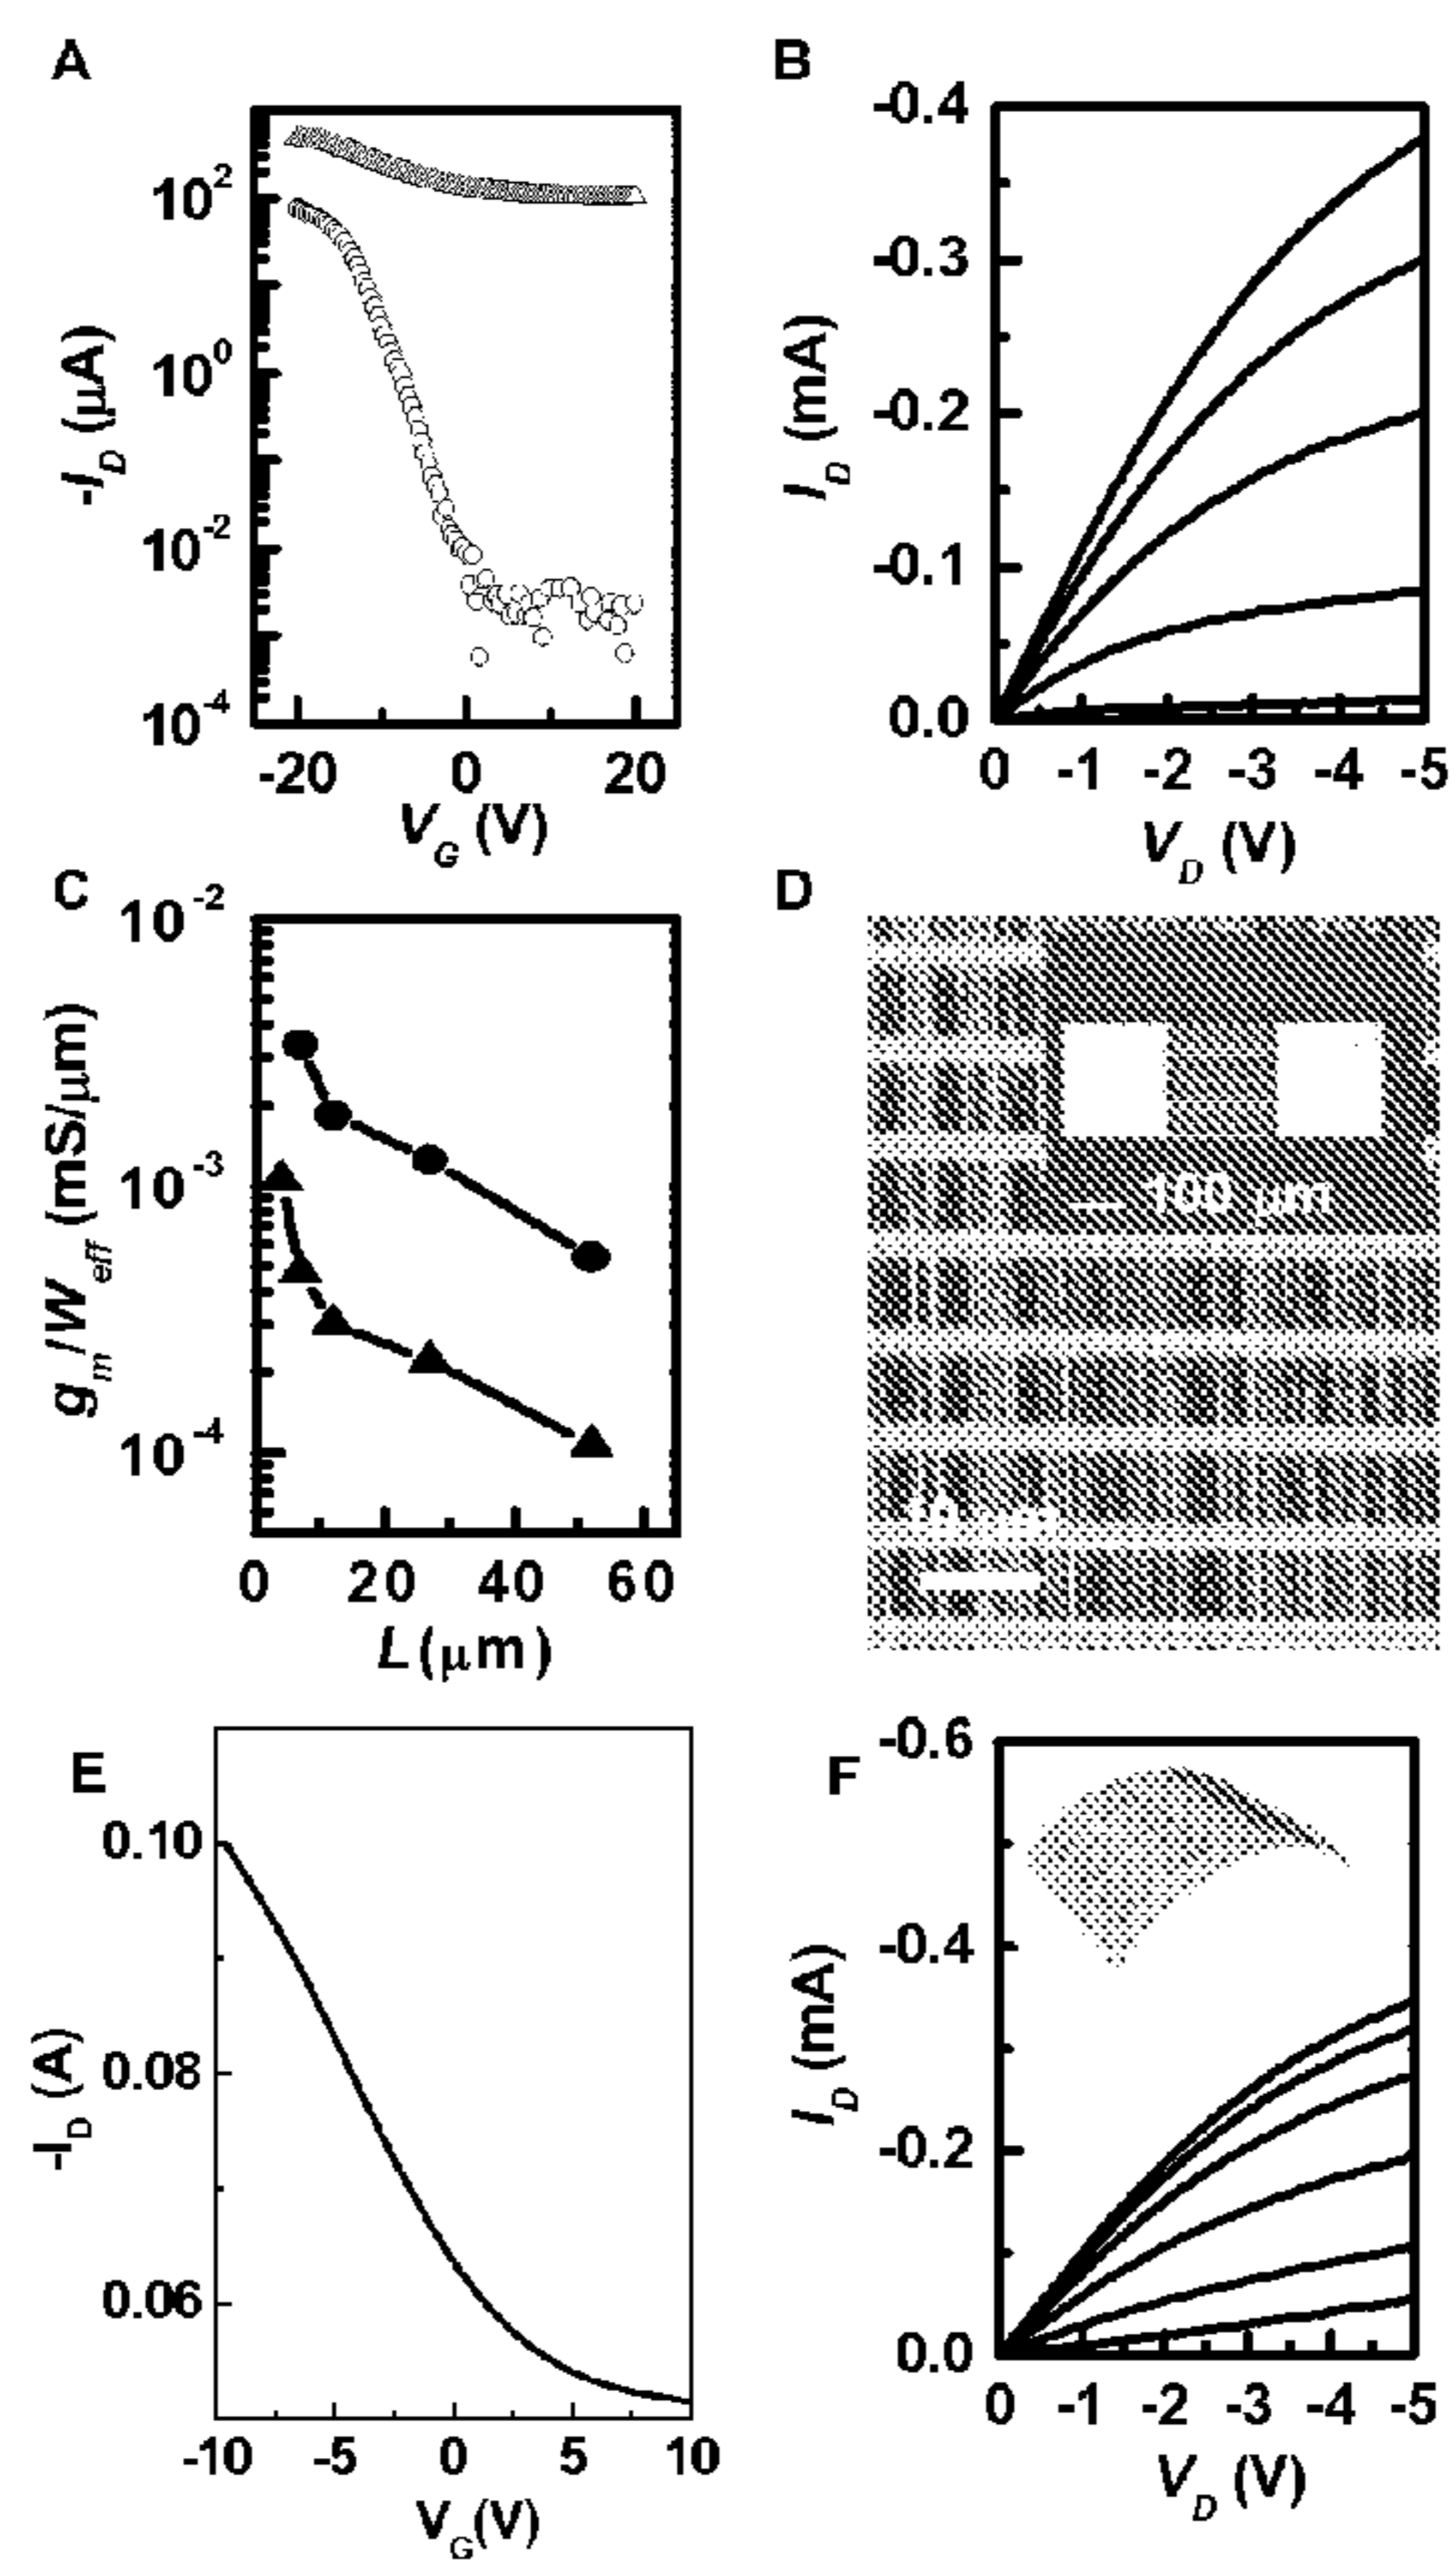 A
10²
10⁰
10⁻²
10⁻⁴
-I_D (µA)
-20 0 20
V_G (V)
B
-0.4
-0.3
-0.2
-0.1
0.0
I_D (mA)
0 -1 -2 -3 -4 -5
V_D (V)
C
10⁻²
10⁻³
10⁻⁴
g_m/W_eff (mS/µm)
0 20 40 60
L (µm)
D
100 µm
E
0.10
0.08
0.06
-I_D (A)
-10 -5 0 5 10
V_G(V)
F
-0.6
-0.4
-0.2
0.0
I_D (mA)
0 -1 -2 -3 -4 -5
V_D (V)